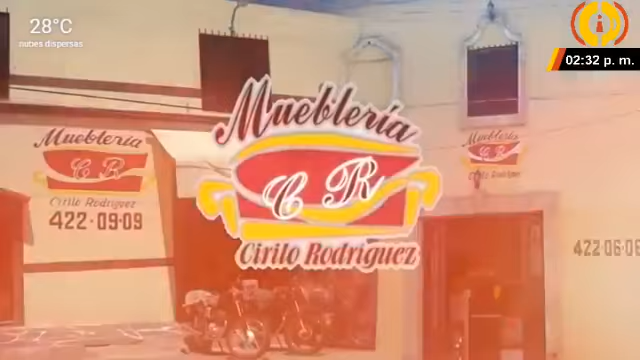 28°C
nubes dispersas
02:32 p. m.
Mueblería
C R
Cirilo Rodríguez
Mueblería
C R
Cirilo Rodríguez
422·09·09
Mueblería
C R
Cirilo Rodríguez
422·06·06